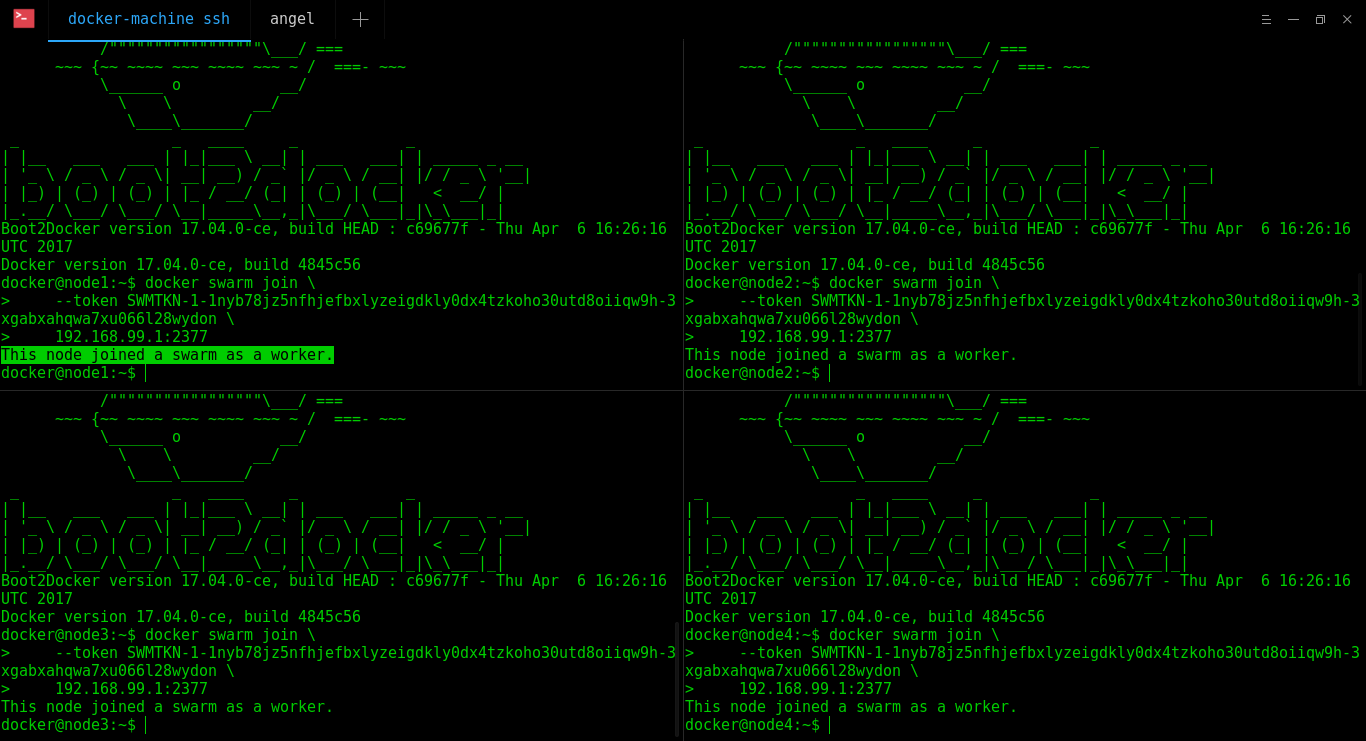 docker-machine ssh
angel
Boot2Docker version 17.04.0-ce, build HEAD : c69677f - Thu Apr  6 16:26:16
UTC 2017
Docker version 17.04.0-ce, build 4845c56
docker@node1:~$ docker swarm join \
>     --token SWMTKN-1-1nyb78jz5nfhjefbxlyzeigdkly0dx4tzkoho30utd8oiiqw9h-3
xgabxahqwa7xu066l28wydon \
>     192.168.99.1:2377
This node joined a swarm as a worker.
docker@node1:~$
Boot2Docker version 17.04.0-ce, build HEAD : c69677f - Thu Apr  6 16:26:16
UTC 2017
Docker version 17.04.0-ce, build 4845c56
docker@node2:~$ docker swarm join \
>     --token SWMTKN-1-1nyb78jz5nfhjefbxlyzeigdkly0dx4tzkoho30utd8oiiqw9h-3
xgabxahqwa7xu066l28wydon \
>     192.168.99.1:2377
This node joined a swarm as a worker.
docker@node2:~$
Boot2Docker version 17.04.0-ce, build HEAD : c69677f - Thu Apr  6 16:26:16
UTC 2017
Docker version 17.04.0-ce, build 4845c56
docker@node3:~$ docker swarm join \
>     --token SWMTKN-1-1nyb78jz5nfhjefbxlyzeigdkly0dx4tzkoho30utd8oiiqw9h-3
xgabxahqwa7xu066l28wydon \
>     192.168.99.1:2377
This node joined a swarm as a worker.
docker@node3:~$
Boot2Docker version 17.04.0-ce, build HEAD : c69677f - Thu Apr  6 16:26:16
UTC 2017
Docker version 17.04.0-ce, build 4845c56
docker@node4:~$ docker swarm join \
>     --token SWMTKN-1-1nyb78jz5nfhjefbxlyzeigdkly0dx4tzkoho30utd8oiiqw9h-3
xgabxahqwa7xu066l28wydon \
>     192.168.99.1:2377
This node joined a swarm as a worker.
docker@node4:~$